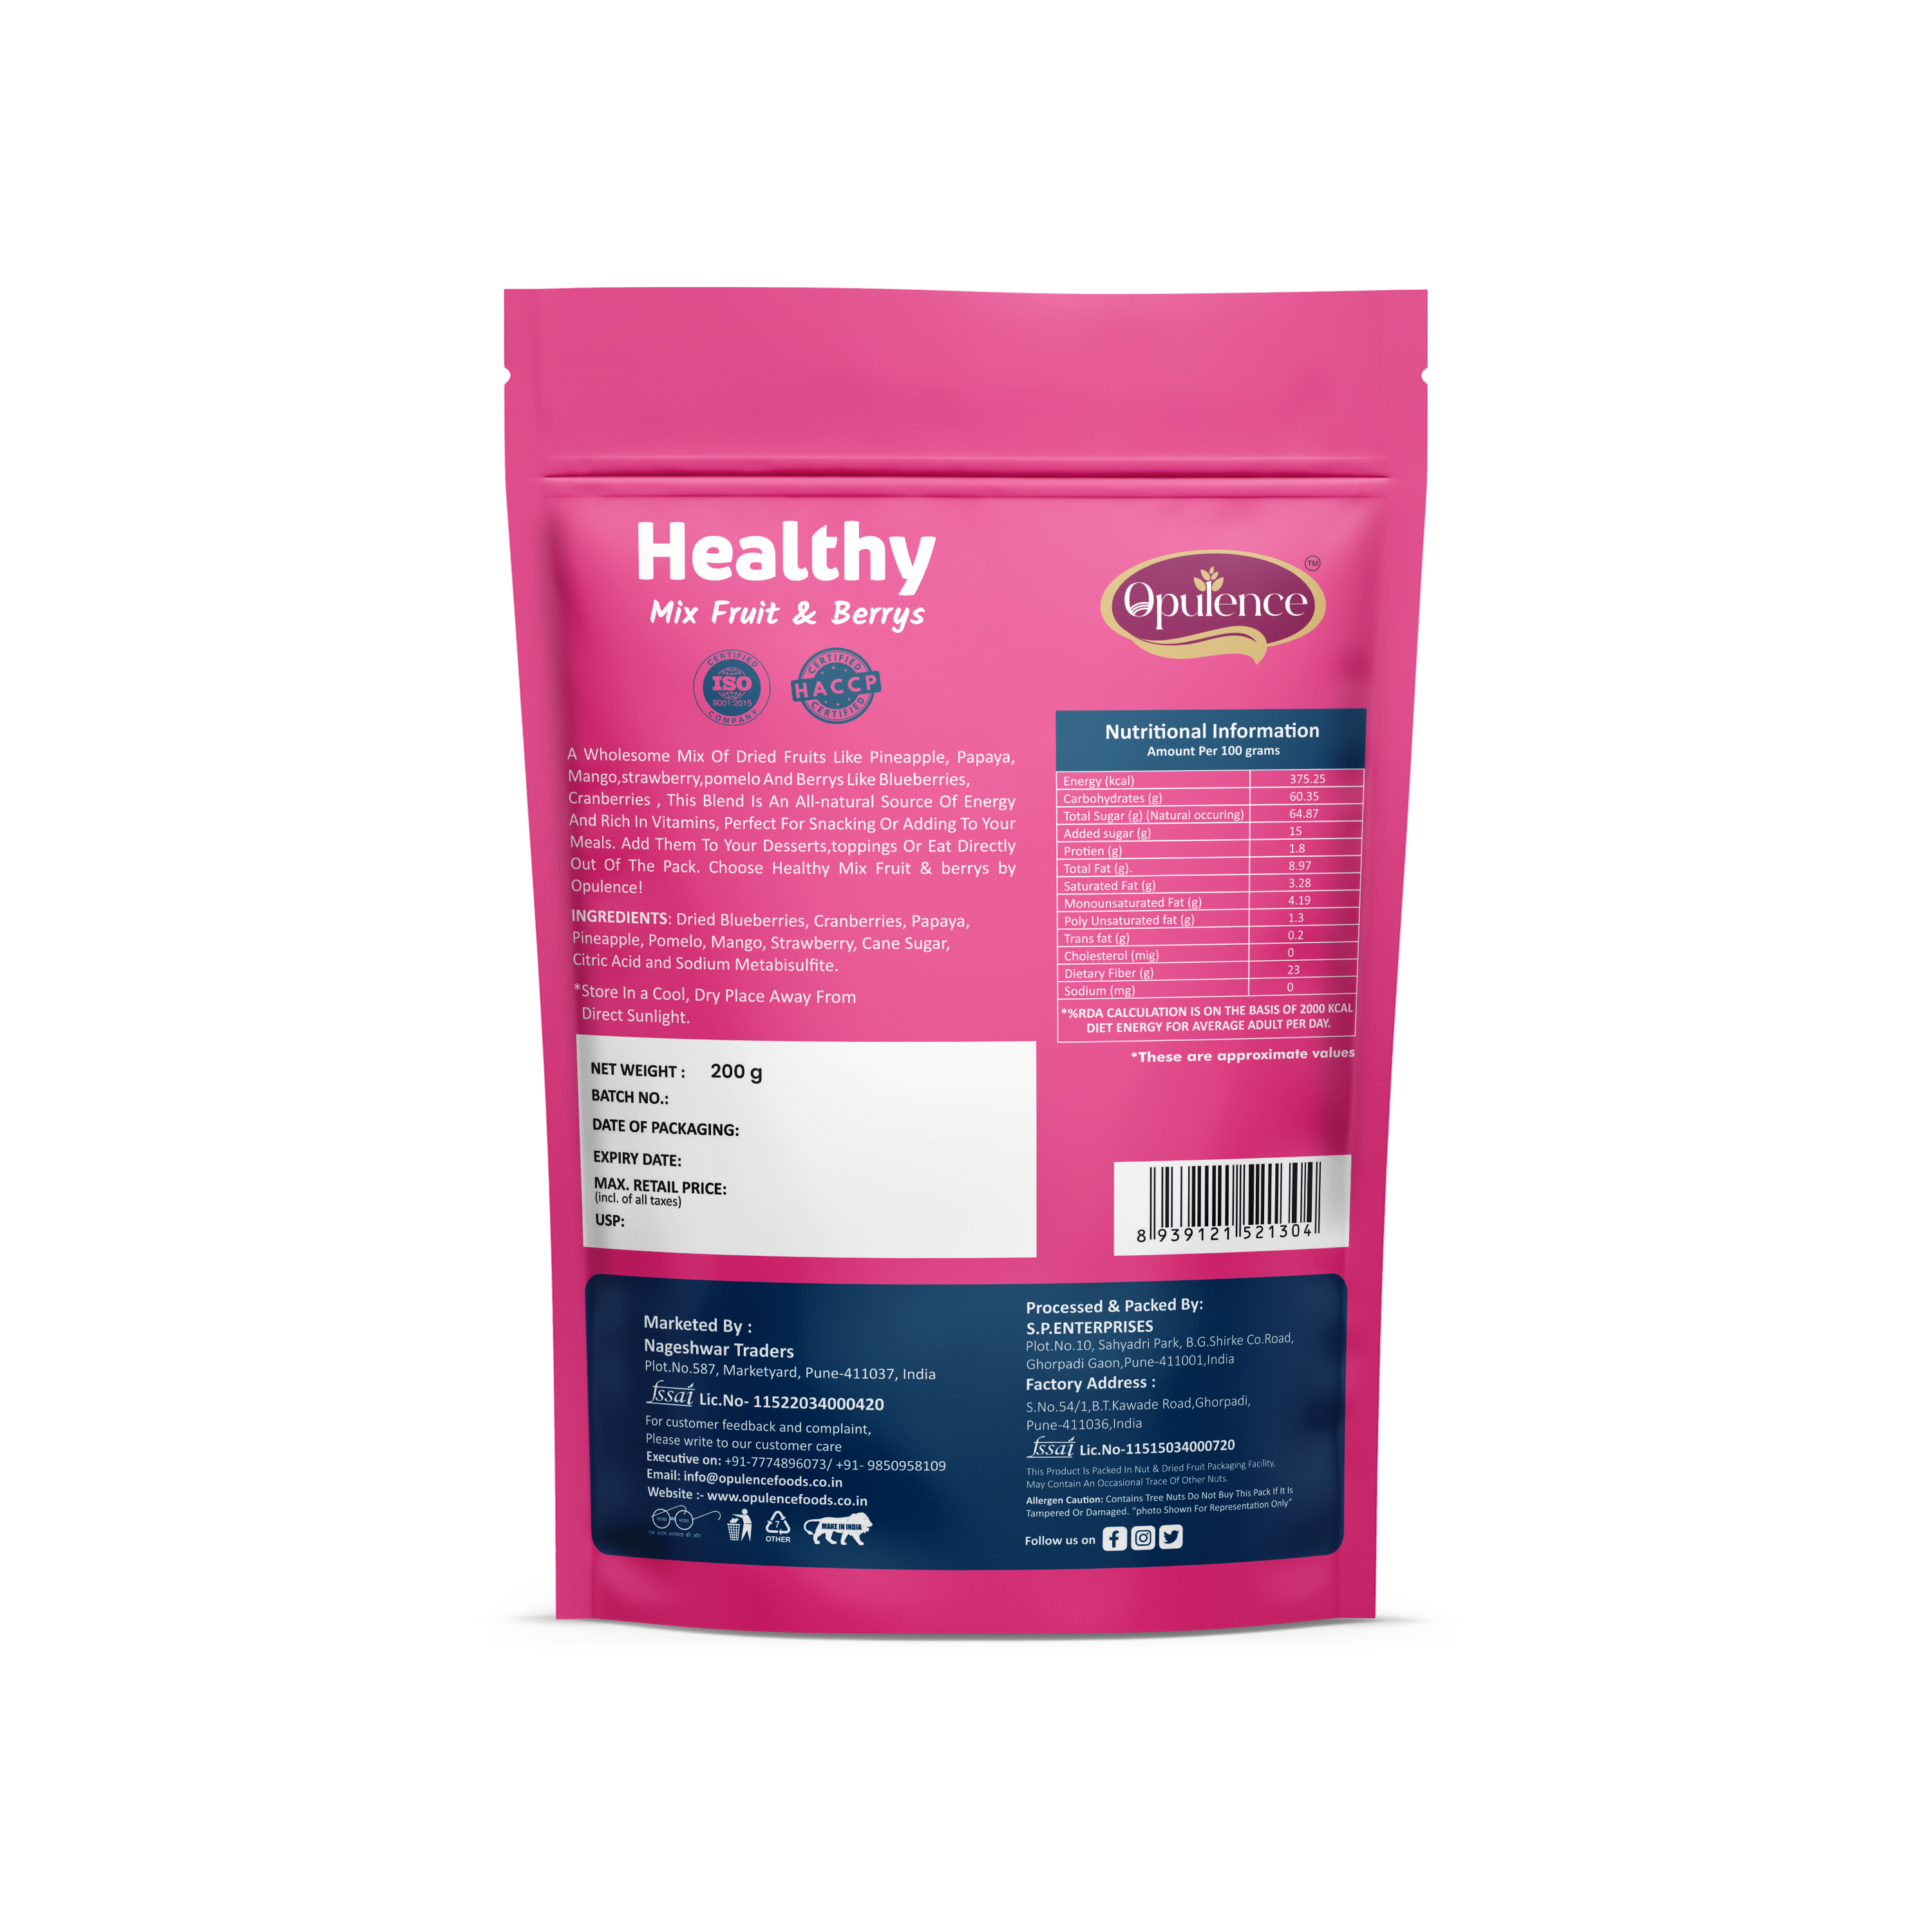 Healthy
Mix Fruit & Berrys
Opulence
TM
CERTIFIED
ISO
9001:2015
COMPANY
CERTIFIED
HACCP
CERTIFIED
A Wholesome Mix Of Dried Fruits Like Pineapple, Papaya,
Mango,strawberry,pomelo And Berrys Like Blueberries,
Cranberries , This Blend Is An All-natural Source Of Energy
And Rich In Vitamins, Perfect For Snacking Or Adding To Your
Meals. Add Them To Your Desserts,toppings Or Eat Directly
Out Of The Pack. Choose Healthy Mix Fruit & berrys by
Opulence!
INGREDIENTS: Dried Blueberries, Cranberries, Papaya,
Pineapple, Pomelo, Mango, Strawberry, Cane Sugar,
Citric Acid and Sodium Metabisulfite.
*Store In a Cool, Dry Place Away From
Direct Sunlight.
Nutritional Information
Amount Per 100 grams
Energy (kcal) 375.25
Carbohydrates (g) 60.35
Total Sugar (g) (Natural occuring) 64.87
Added sugar (g) 15
Protien (g) 1.8
Total Fat (g). 8.97
Saturated Fat (g) 3.28
Monounsaturated Fat (g) 4.19
Poly Unsaturated fat (g) 1.3
Trans fat (g) 0.2
Cholesterol (mig) 0
Dietary Fiber (g) 23
Sodium (mg) 0
*%RDA CALCULATION IS ON THE BASIS OF 2000 KCAL
DIET ENERGY FOR AVERAGE ADULT PER DAY.
*These are approximate values
NET WEIGHT : 200 g
BATCH NO.:
DATE OF PACKAGING:
EXPIRY DATE:
MAX. RETAIL PRICE:
(incl. of all taxes)
USP:
8 939121 521304
Marketed By :
Nageshwar Traders
Plot.No.587, Marketyard, Pune-411037, India
fssai Lic.No- 11522034000420
For customer feedback and complaint,
Please write to our customer care
Executive on: +91-7774896073/ +91- 9850958109
Email: info@opulencefoods.co.in
Website :- www.opulencefoods.co.in
7
OTHER
MAKE IN INDIA
Processed & Packed By:
S.P.ENTERPRISES
Plot.No.10, Sahyadri Park, B.G.Shirke Co.Road,
Ghorpadi Gaon,Pune-411001,India
Factory Address :
S.No.54/1,B.T.Kawade Road,Ghorpadi,
Pune-411036,India
fssai Lic.No-11515034000720
This Product Is Packed In Nut & Dried Fruit Packaging Facility,
May Contain An Occasional Trace Of Other Nuts.
Allergen Caution: Contains Tree Nuts Do Not Buy This Pack If It Is
Tampered Or Damaged. "photo Shown For Representation Only"
Follow us on